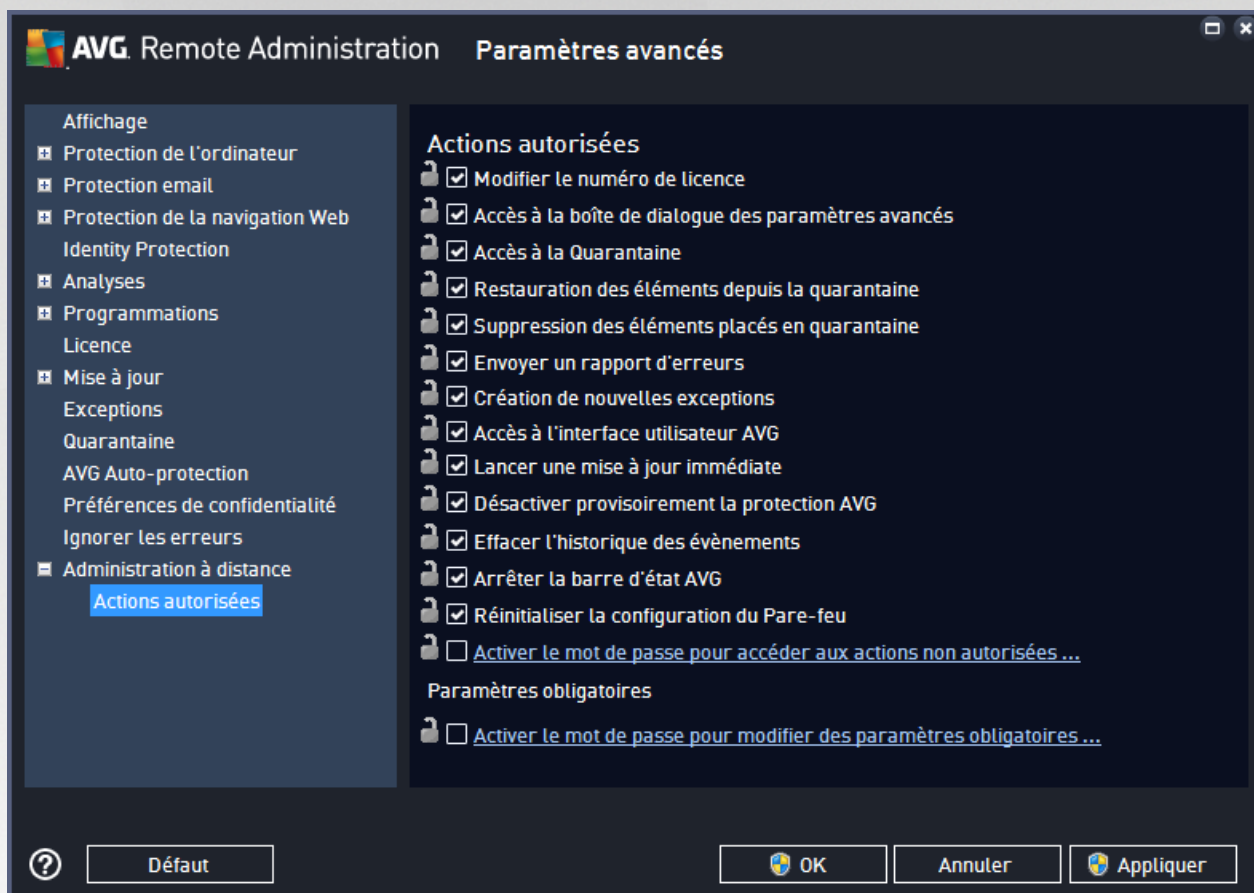 AVG. Remote Administration Paramètres avancés
Affichage
Protection de l'ordinateur
Protection email
Protection de la navigation Web
Identity Protection
Analyses
Programmations
Licence
Mise à jour
Exceptions
Quarantaine
AVG Auto-protection
Préférences de confidentialité
Ignorer les erreurs
Administration à distance
Actions autorisées
Actions autorisées
Modifier le numéro de licence
Accès à la boîte de dialogue des paramètres avancés
Accès à la Quarantaine
Restauration des éléments depuis la quarantaine
Suppression des éléments placés en quarantaine
Envoyer un rapport d'erreurs
Création de nouvelles exceptions
Accès à l'interface utilisateur AVG
Lancer une mise à jour immédiate
Désactiver provisoirement la protection AVG
Effacer l'historique des évènements
Arrêter la barre d'état AVG
Réinitialiser la configuration du Pare-feu
Activer le mot de passe pour accéder aux actions non autorisées ...
Paramètres obligatoires
Activer le mot de passe pour modifier des paramètres obligatoires ...
? Défaut OK Annuler Appliquer